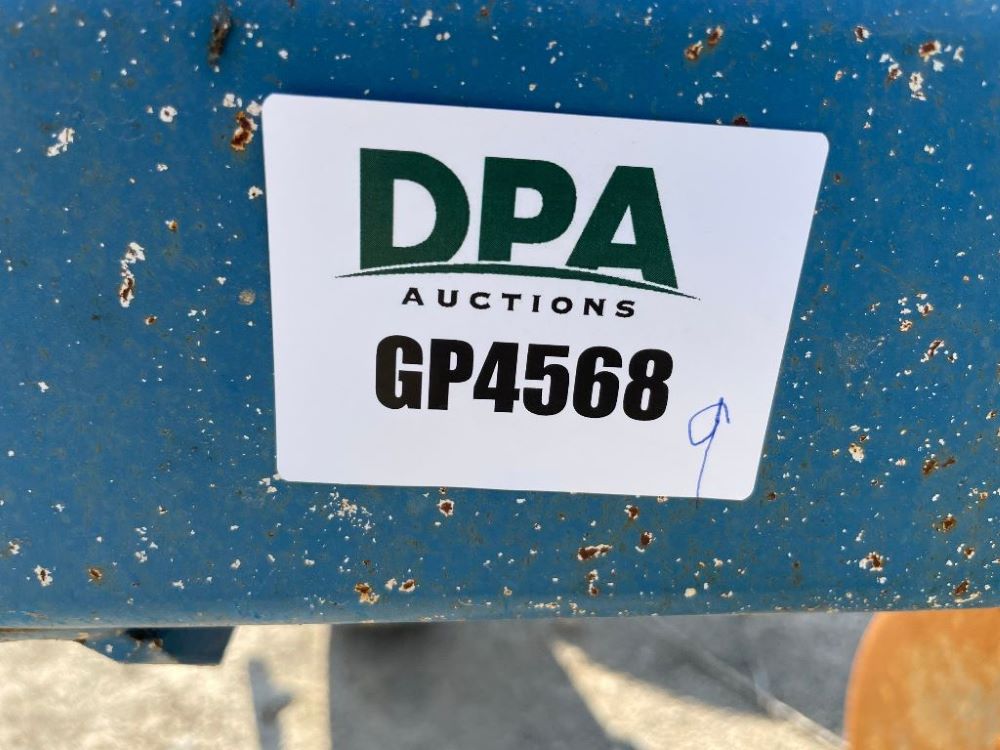 DPA
AUCTIONS
GP4568
9